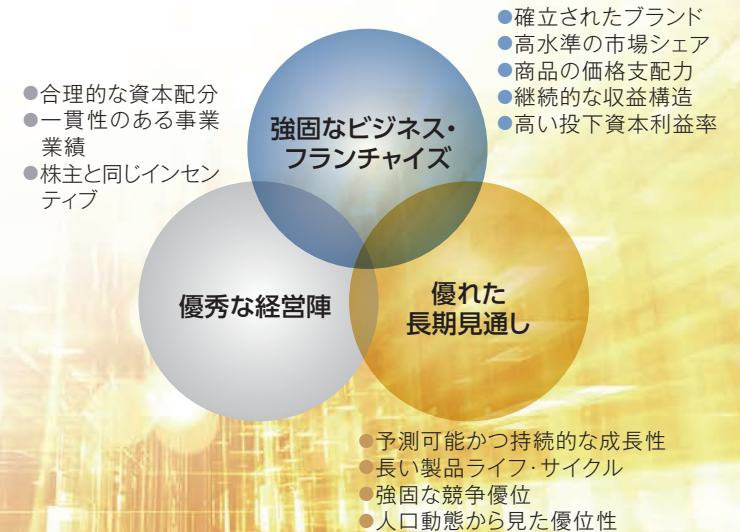 ●確立されたブランド
●高水準の市場シェア
●商品の価格支配力
●継続的な収益構造
●高い投下資本利益率
●合理的な資本配分
●一貫性のある事業
業績
●株主と同じインセン
ティブ
強固なビジネス・
フランチャイズ
優秀な経営陣
優れた
長期見通し
●予測可能かつ持続的な成長性
●長い製品ライフ・サイクル
●強固な競争優位
●人口動態から見た優位性